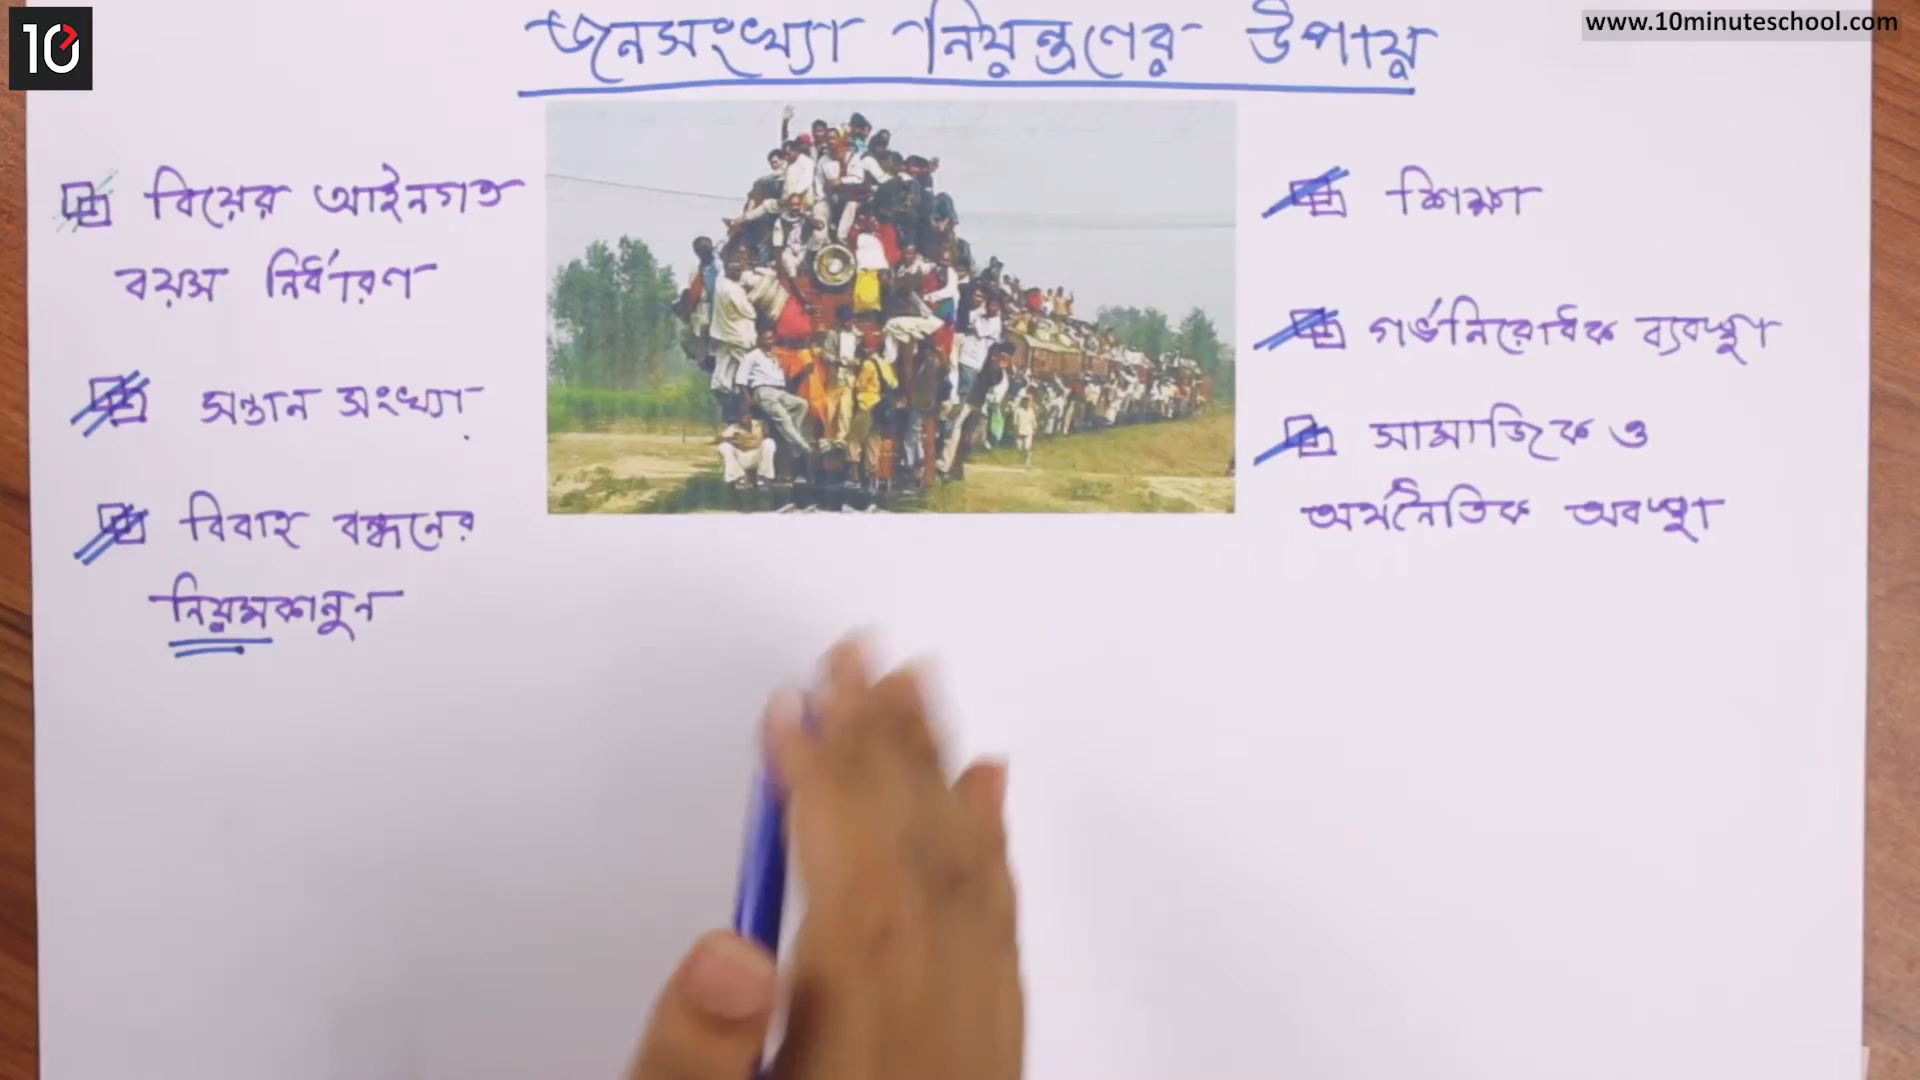 10
www.10minuteschool.com
জনসংখ্যা নিয়ন্ত্রণের উপায়
বিয়ের আইনগত
বয়স নির্ধারণ
সন্তান সংখ্যা
বিবাহ বন্ধনের
নিয়মকানুন
শিক্ষা
গর্ভনিরোধক ব্যবস্থা
সামাজিক ও
অর্থনৈতিক অবস্থা